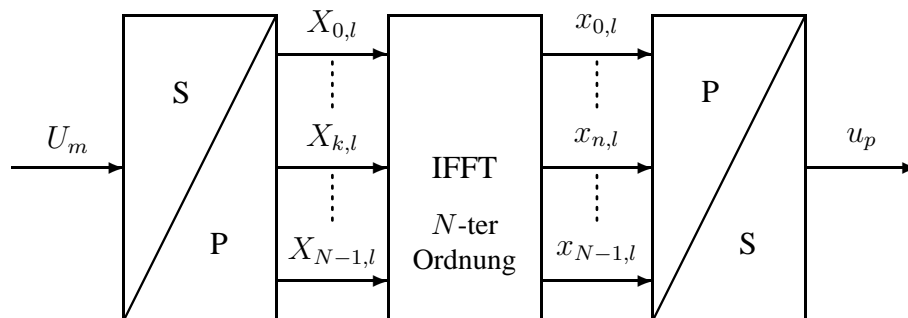 X_{0,l}
x_{0,l}
S
P
U_m
X_{k,l}
x_{n,l}
u_p
IFFT
P
N-ter
S
X_{N−1,l}
Ordnung
x_{N−1,l}